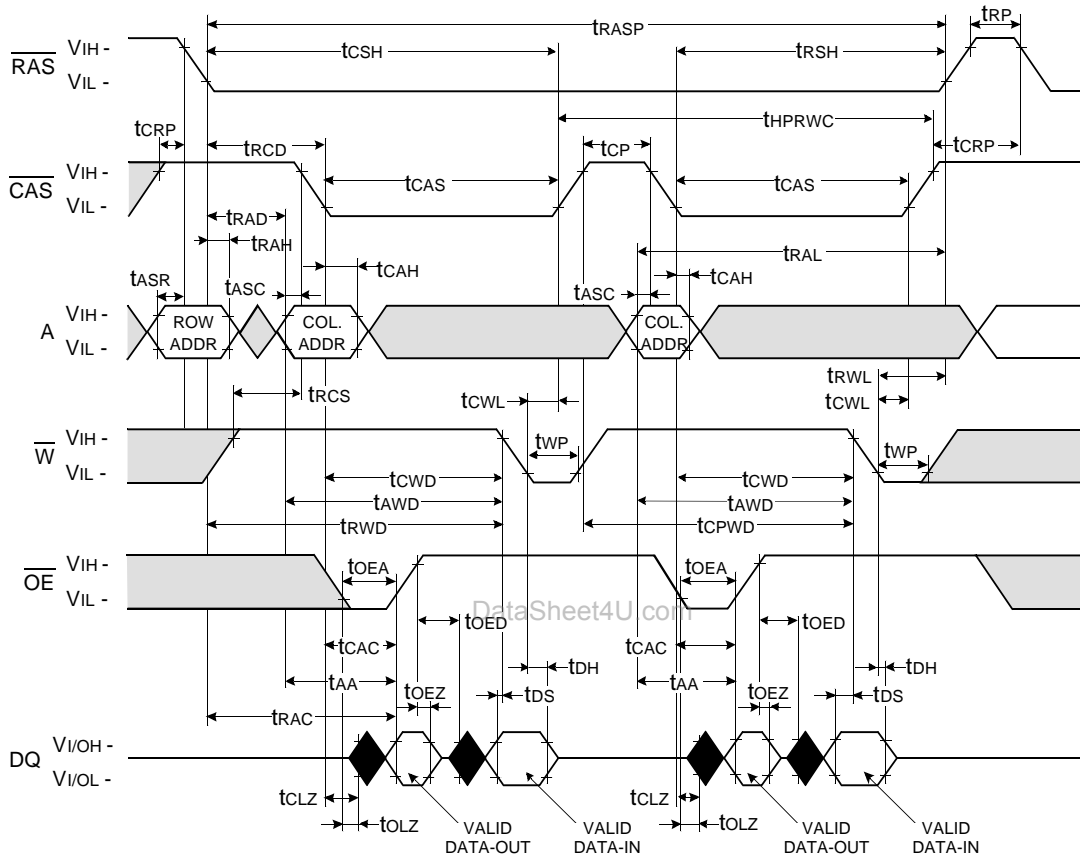 tRASP
tRP
tCSH
tRSH
RAS
VIH -
VIL -
tHPRWC
tCRP
tRCD
tCP
tCRP
CAS
VIH -
VIL -
tCAS
tCAS
tRAD
tRAH
tRAL
tASR
tASC
tCAH
tASC
tCAH
A
VIH -
VIL -
ROW
ADDR
COL.
ADDR
COL.
ADDR
tRWL
tRCS
tCWL
tCWL
W
VIH -
VIL -
tWP
tWP
tCWD
tCWD
tAWD
tAWD
tRWD
tCPWD
OE
VIH -
VIL -
tOEA
tOEA
DataSheet4U.com
tOED
tOED
tCAC
tCAC
tDH
tDH
tAA
tOEZ
tDS
tAA
tOEZ
tDS
tRAC
DQ
VI/OH -
VI/OL -
tCLZ
tCLZ
tOLZ
tOLZ
VALID
DATA-OUT
VALID
DATA-IN
VALID
DATA-OUT
VALID
DATA-IN